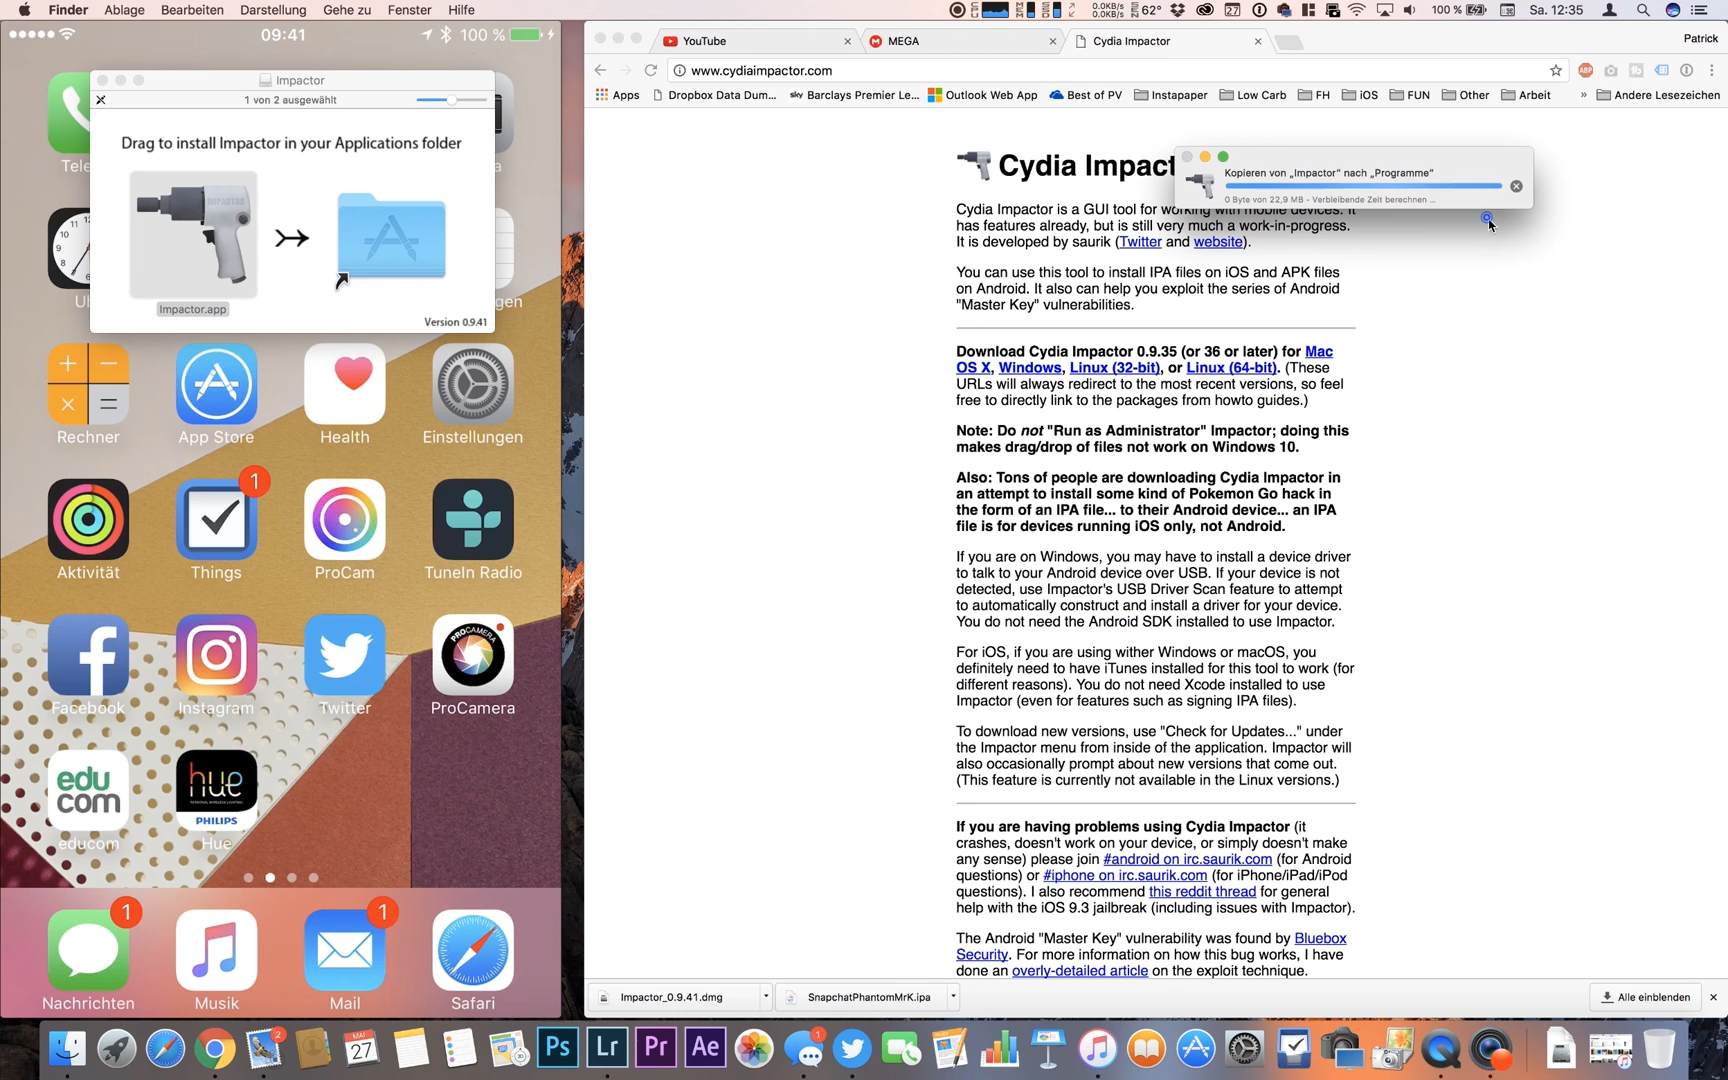 Finder Ablage Bearbeiten Darstellung Gehe zu Fenster Hilfe
0.0KB/s
0.0KB/s
62°
27
100 %
Sa. 12:35
09:41
100 %
Impactor
1 von 2 ausgewählt
Drag to install Impactor in your Applications folder
IMPACTOR
Impactor.app
Version 0.9.41
Tele
Uh
gen
Rechner
App Store
Health
Einstellungen
1
Aktivität
Things
ProCam
TuneIn Radio
PROCAMERA
Facebook
Instagram
Twitter
ProCamera
edu
com
hue
PERSONAL WIRELESS LIGHTING
PHILIPS
educom
Hue
1
1
Nachrichten
Musik
Mail
Safari
YouTube
MEGA
Cydia Impactor
Patrick
www.cydiaimpactor.com
ABP
Apps
Dropbox Data Dum...
sky Barclays Premier Le...
Outlook Web App
Best of PV
Instapaper
Low Carb
FH
iOS
FUN
Other
Arbeit
»
Andere Lesezeichen
Cydia Impact
Kopieren von „Impactor“ nach „Programme“
0 Byte von 22,9 MB - Verbleibende Zeit berechnen ...
Cydia Impactor is a GUI tool for working with mobile devices. It
has features already, but is still very much a work-in-progress.
It is developed by saurik (Twitter and website).
You can use this tool to install IPA files on iOS and APK files
on Android. It also can help you exploit the series of Android
"Master Key" vulnerabilities.
Download Cydia Impactor 0.9.35 (or 36 or later) for Mac
OS X, Windows, Linux (32-bit), or Linux (64-bit). (These
URLs will always redirect to the most recent versions, so feel
free to directly link to the packages from howto guides.)
Note: Do not "Run as Administrator" Impactor; doing this
makes drag/drop of files not work on Windows 10.
Also: Tons of people are downloading Cydia Impactor in
an attempt to install some kind of Pokemon Go hack in
the form of an IPA file... to their Android device... an IPA
file is for devices running iOS only, not Android.
If you are on Windows, you may have to install a device driver
to talk to your Android device over USB. If your device is not
detected, use Impactor's USB Driver Scan feature to attempt
to automatically construct and install a driver for your device.
You do not need the Android SDK installed to use Impactor.
For iOS, if you are using wither Windows or macOS, you
definitely need to have iTunes installed for this tool to work (for
different reasons). You do not need Xcode installed to use
Impactor (even for features such as signing IPA files).
To download new versions, use "Check for Updates..." under
the Impactor menu from inside of the application. Impactor will
also occasionally prompt about new versions that come out.
(This feature is currently not available in the Linux versions.)
If you are having problems using Cydia Impactor (it
crashes, doesn't work on your device, or simply doesn't make
any sense) please join #android on irc.saurik.com (for Android
questions) or #iphone on irc.saurik.com (for iPhone/iPad/iPod
questions). I also recommend this reddit thread for general
help with the iOS 9.3 jailbreak (including issues with Impactor).
The Android "Master Key" vulnerability was found by Bluebox
Security. For more information on how this bug works, I have
done an overly-detailed article on the exploit technique.
Impactor_0.9.41.dmg
SnapchatPhantomMrK.ipa
Alle einblenden
2
MAI
27
Ps
Lr
Pr
Ae
1